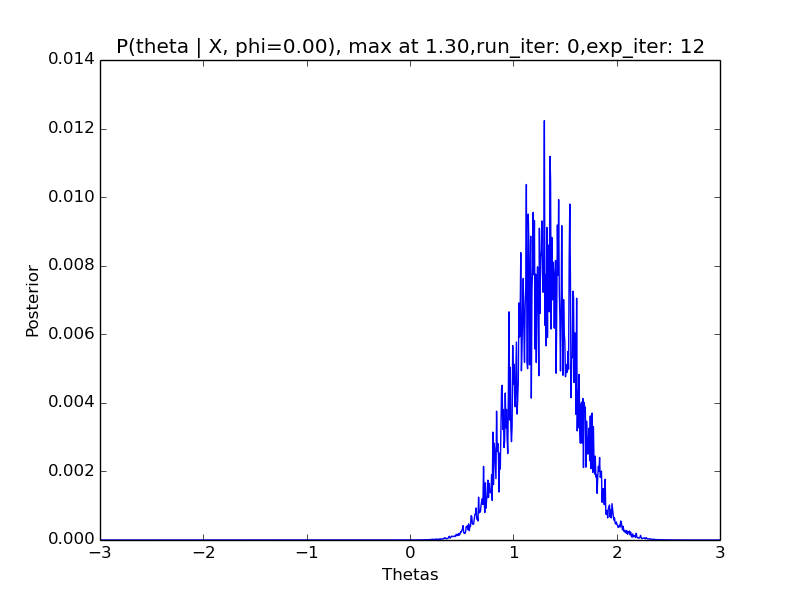 P(theta | X, phi=0.00), max at 1.30,run_iter: 0,exp_iter: 12
0.014
0.012
0.010
0.008
0.006
0.004
0.002
0.000
Posterior
−3 −2 −1 0 1 2 3
Thetas